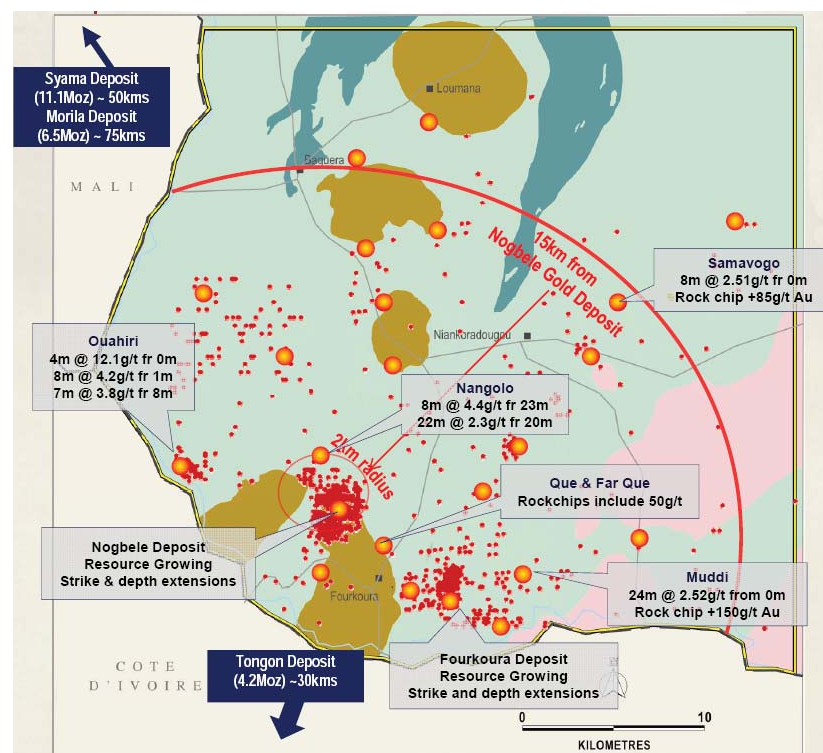 Syama Deposit
(11.1Moz) ~ 50kms
Morila Deposit
(6.5Moz) ~ 75kms
Loumana
Baguera
MALI
15km from
Nogbele Gold Deposit
Samavogo
8m @ 2.51g/t fr 0m
Rock chip +85g/t Au
Niankoradougou
Ouahiri
4m @ 12.1g/t fr 0m
8m @ 4.2g/t fr 1m
7m @ 3.8g/t fr 8m
Nangolo
8m @ 4.4g/t fr 23m
22m @ 2.3g/t fr 20m
2km radius
Que & Far Que
Rockchips include 50g/t
Nogbele Deposit
Resource Growing
Strike & depth extensions
Muddi
24m @ 2.52g/t from 0m
Rock chip +150g/t Au
Fourkoura
Fourkoura Deposit
Resource Growing
Strike and depth extensions
COTE
D'IVOIRE
Tongon Deposit
(4.2Moz) ~30kms
0 10
KILOMETRES